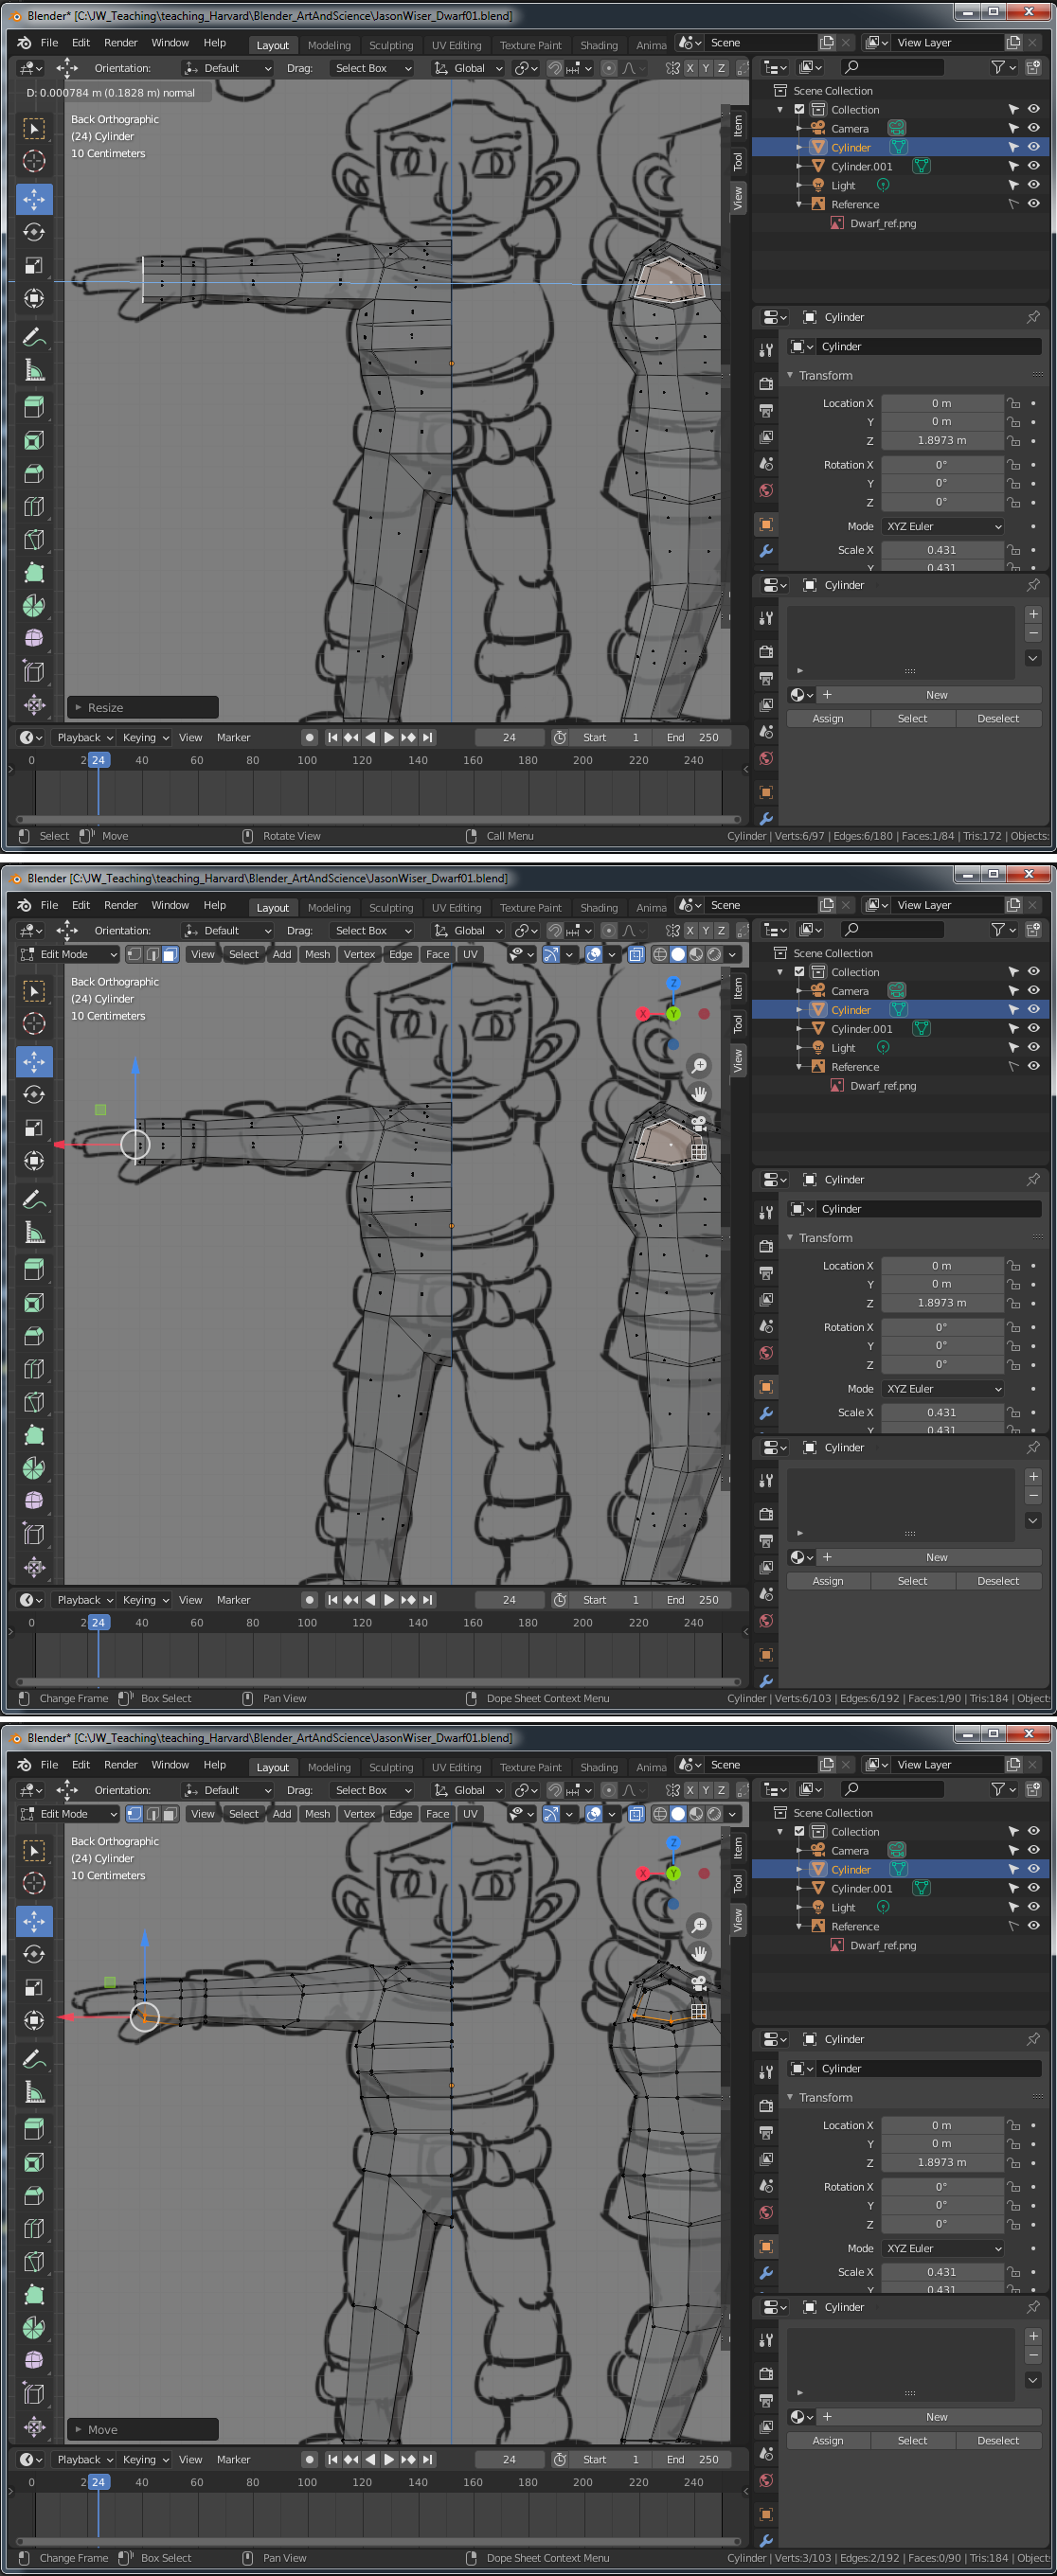 Blender* [C:\JW_Teaching\teaching_Harvard\Blender_ArtAndScience\JasonWiser_Dwarf01.blend]
File Edit Render Window Help Layout Modeling Sculpting UV Editing Texture Paint Shading Anima Scene View Layer
Orientation: Default Drag: Select Box Global X Y Z
D: 0.000784 m (0.1828 m) normal
Back Orthographic
(24) Cylinder
10 Centimeters
Item
Tool
View
Resize
Scene Collection
Collection
Camera
Cylinder
Cylinder.001
Light
Reference
Dwarf_ref.png
Cylinder
Cylinder
Transform
Location X 0 m
Y 0 m
Z 1.8973 m
Rotation X 0°
Y 0°
Z 0°
Mode XYZ Euler
Scale X 0.431
Y 0.431
Cylinder
New
Assign Select Deselect
Playback Keying View Marker 24 Start 1 End 250
0 2 24 40 60 80 100 120 140 160 180 200 220 240
Select Move Rotate View Call Menu Cylinder | Verts:6/97 | Edges:6/180 | Faces:1/84 | Tris:172 | Objects:
Blender [C:\JW_Teaching\teaching_Harvard\Blender_ArtAndScience\JasonWiser_Dwarf01.blend]
File Edit Render Window Help Layout Modeling Sculpting UV Editing Texture Paint Shading Anima Scene View Layer
Orientation: Default Drag: Select Box Global X Y Z
Edit Mode View Select Add Mesh Vertex Edge Face UV
Back Orthographic
(24) Cylinder
10 Centimeters
Z
X Y
Item
Tool
View
Scene Collection
Collection
Camera
Cylinder
Cylinder.001
Light
Reference
Dwarf_ref.png
Cylinder
Cylinder
Transform
Location X 0 m
Y 0 m
Z 1.8973 m
Rotation X 0°
Y 0°
Z 0°
Mode XYZ Euler
Scale X 0.431
Y 0.431
Cylinder
New
Assign Select Deselect
Playback Keying View Marker 24 Start 1 End 250
0 2 24 40 60 80 100 120 140 160 180 200 220 240
Change Frame Box Select Pan View Dope Sheet Context Menu Cylinder | Verts:6/103 | Edges:6/192 | Faces:1/90 | Tris:184 | Object
Blender* [C:\JW_Teaching\teaching_Harvard\Blender_ArtAndScience\JasonWiser_Dwarf01.blend]
File Edit Render Window Help Layout Modeling Sculpting UV Editing Texture Paint Shading Anima Scene View Layer
Orientation: Default Drag: Select Box Global X Y Z
Edit Mode View Select Add Mesh Vertex Edge Face UV
Back Orthographic
(24) Cylinder
10 Centimeters
Z
X Y
Item
Tool
View
Move
Scene Collection
Collection
Camera
Cylinder
Cylinder.001
Light
Reference
Dwarf_ref.png
Cylinder
Cylinder
Transform
Location X 0 m
Y 0 m
Z 1.8973 m
Rotation X 0°
Y 0°
Z 0°
Mode XYZ Euler
Scale X 0.431
Y 0.431
Cylinder
New
Assign Select Deselect
Playback Keying View Marker 24 Start 1 End 250
0 2 24 40 60 80 100 120 140 160 180 200 220 240
Change Frame Box Select Pan View Dope Sheet Context Menu Cylinder | Verts:3/103 | Edges:2/192 | Faces:0/90 | Tris:184 | Object